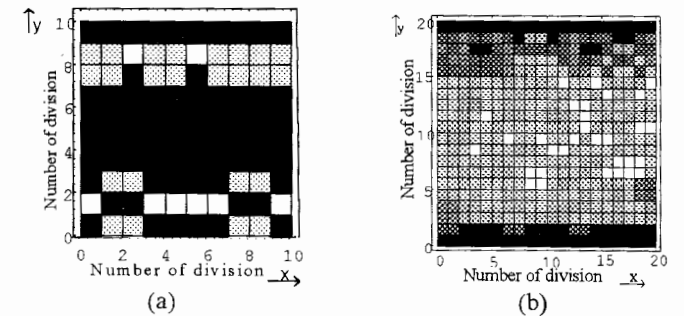 ↑y
10
8
6
4
2
0
Number of division
0 2 4 6 8 10
Number of division x→
(a)
↑y
20
15
10
5
0
Number of division
0 5 10 15 20
Number of division x→
(b)